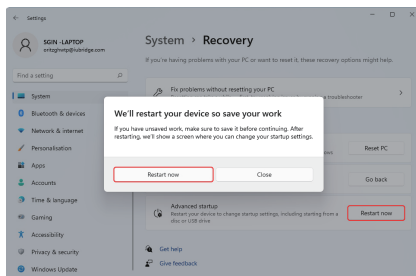 Settings
SGIN -LAPTOP
System > Recovery
If you're having problems with your PC or want to reset it, these recovery options might help.
Find a setting
Fix problems without resetting your PC
troubleshooter
System
Bluetooth & devices
Network & internet
Personalisation
Apps
Accounts
Time & language
Gaming
Accessibility
Privacy & security
Windows Update
We'll restart your device so save your work
If you have unsaved work, make sure to save it before continuing. After
restarting, we'll show a screen where you can change your startup settings.
Restart now
Close
Reset PC
Go back
Advanced startup
Restart your device to change startup settings, including starting from a
disc or USB drive
Restart now
Get help
Give feedback